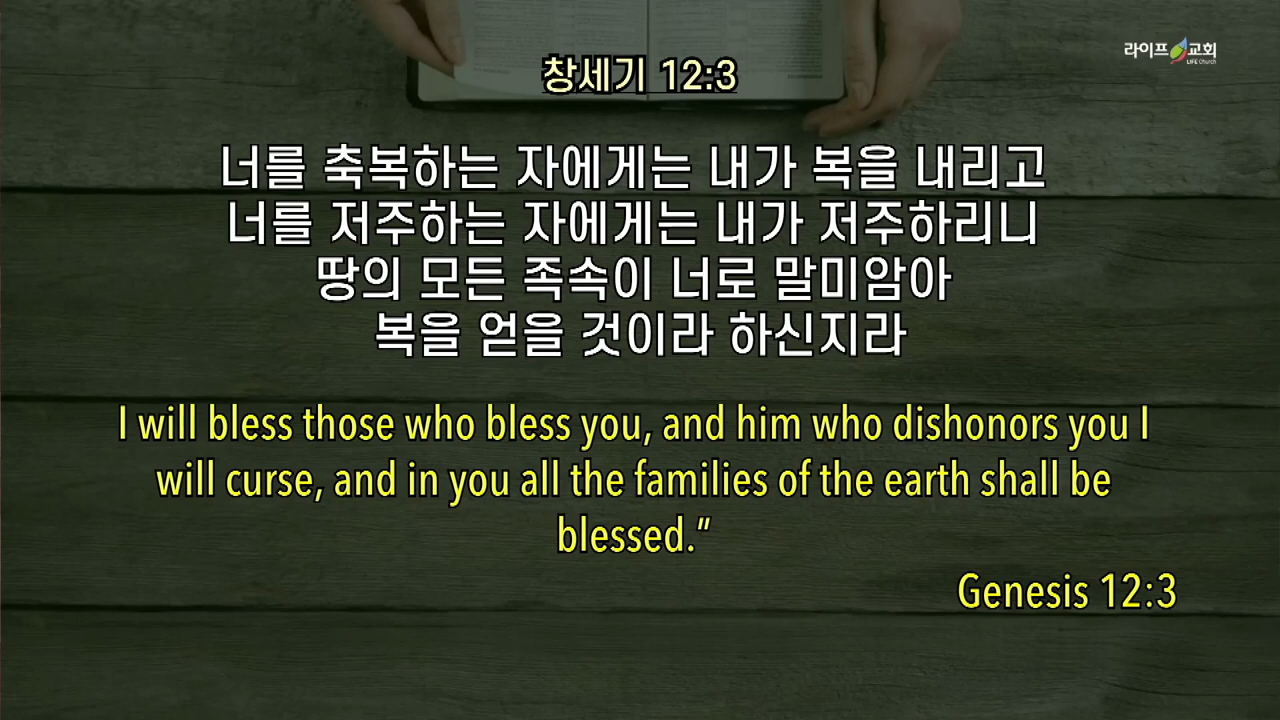 라이프 교회
LIFE Church
창세기 12:3
너를 축복하는 자에게는 내가 복을 내리고
너를 저주하는 자에게는 내가 저주하리니
땅의 모든 족속이 너로 말미암아
복을 얻을 것이라 하신지라
I will bless those who bless you, and him who dishonors you I
will curse, and in you all the families of the earth shall be
blessed.”
Genesis 12:3